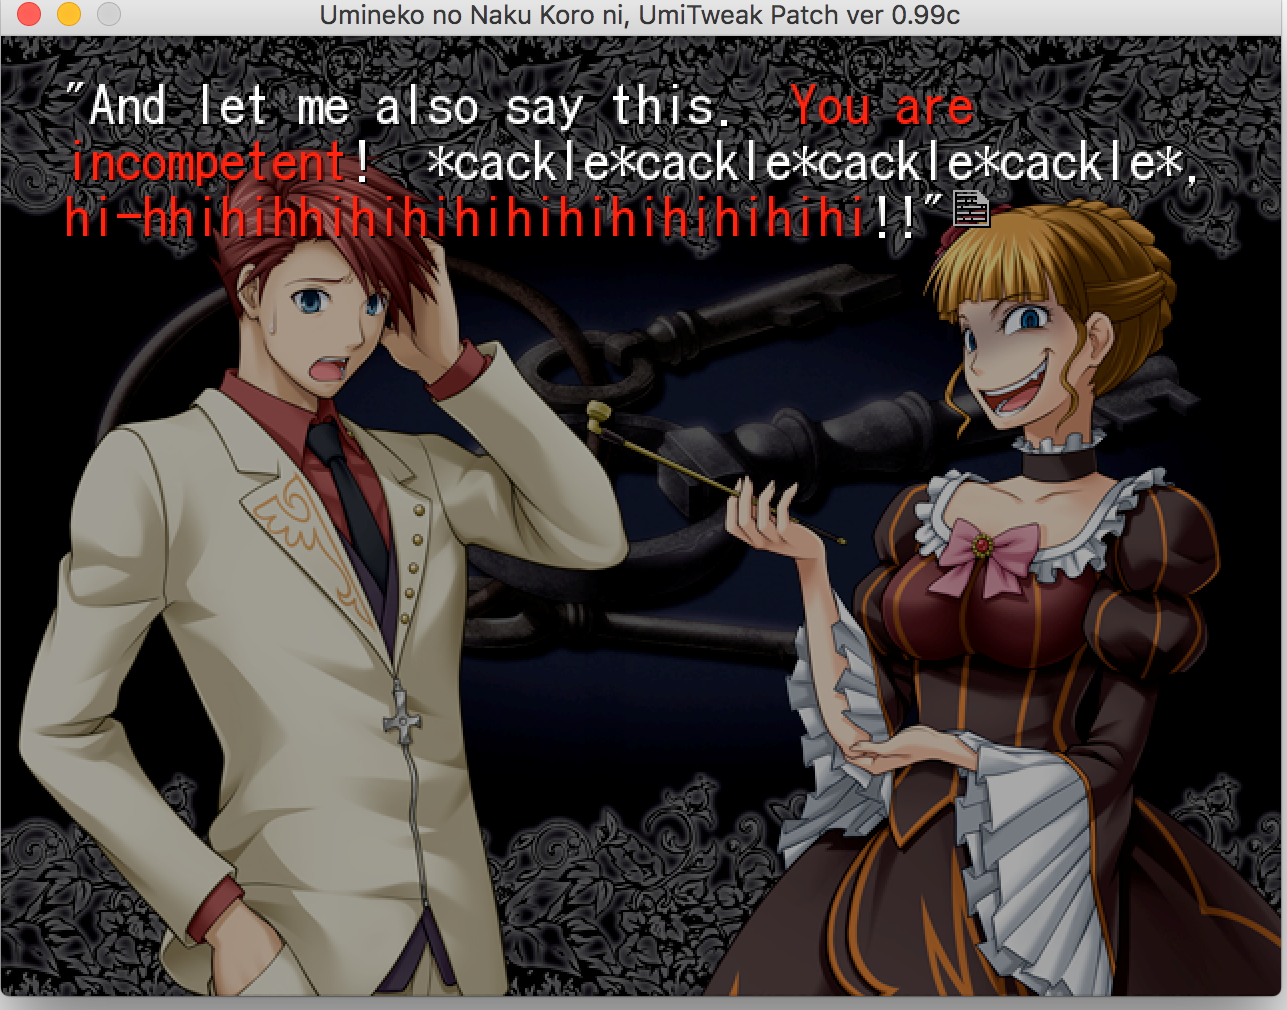 Umineko no Naku Koro ni, UmiTweak Patch ver 0.99c
"And let me also say this.  You are
incompetent!  *cackle*cackle*cackle*cackle*,
hi-hhihihhihihihihihihihihihihihi!!"